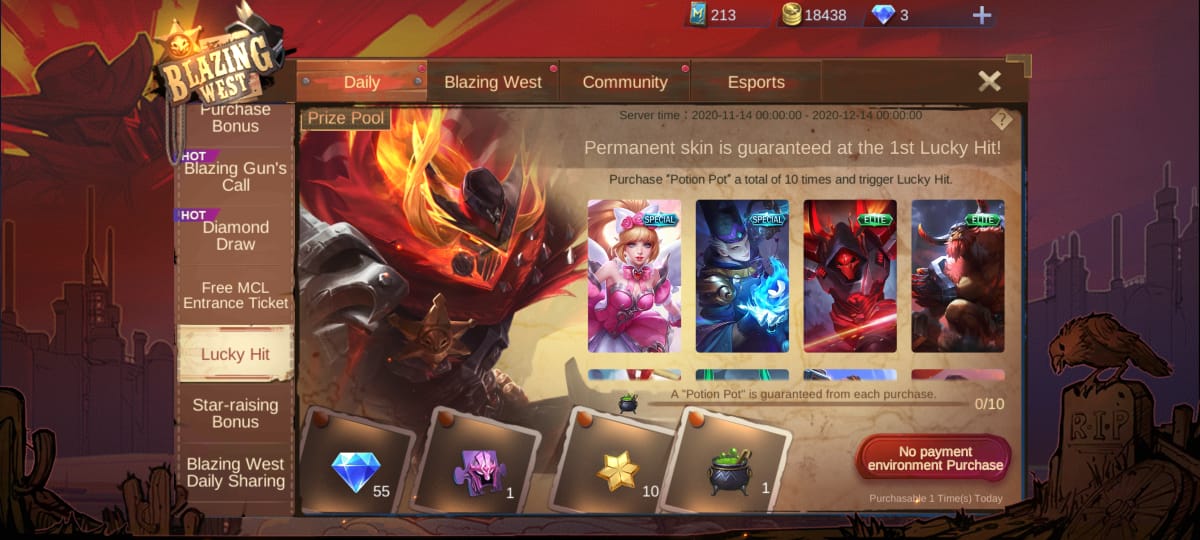 213
18438
3
BLAZING
WEST
Daily
Blazing West
Community
Esports
Purchase
Bonus
HOT
Blazing Gun's
Call
HOT
Diamond
Draw
Free MCL
Entrance Ticket
Lucky Hit
Star-raising
Bonus
Blazing West
Daily Sharing
Prize Pool
Server time : 2020-11-14 00:00:00 - 2020-12-14 00:00:00
?
Permanent skin is guaranteed at the 1st Lucky Hit!
Purchase "Potion Pot" a total of 10 times and trigger Lucky Hit.
SPECIAL
SPECIAL
ELITE
ELITE
A "Potion Pot" is guaranteed from each purchase.
0/10
55
1
10
1
No payment
environment Purchase
Purchasable 1 Time(s) Today
R.I.P